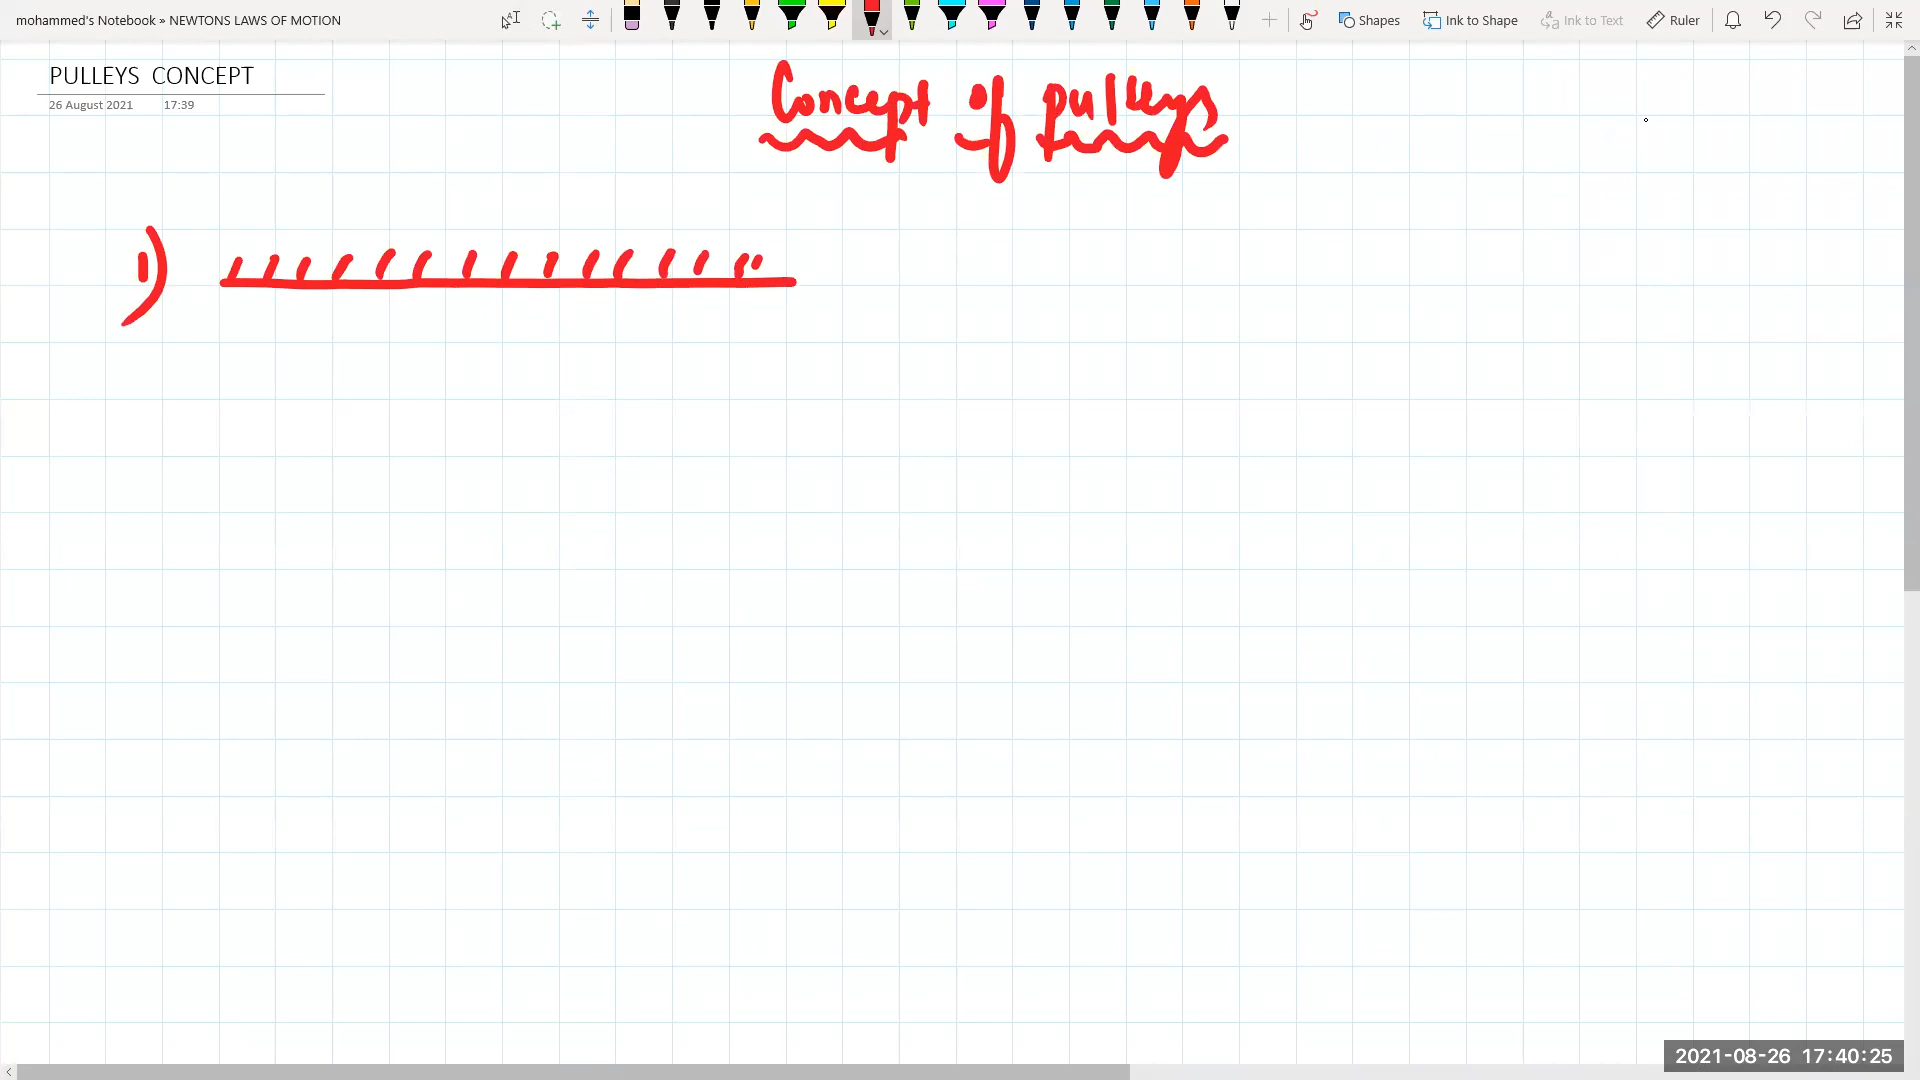 mohammed's Notebook » NEWTONS LAWS OF MOTION
Shapes
Ink to Shape
Ink to Text
Ruler
PULLEYS CONCEPT
26 August 2021 17:39
Concept of pulleys
1)
2021-08-26 17:40:25